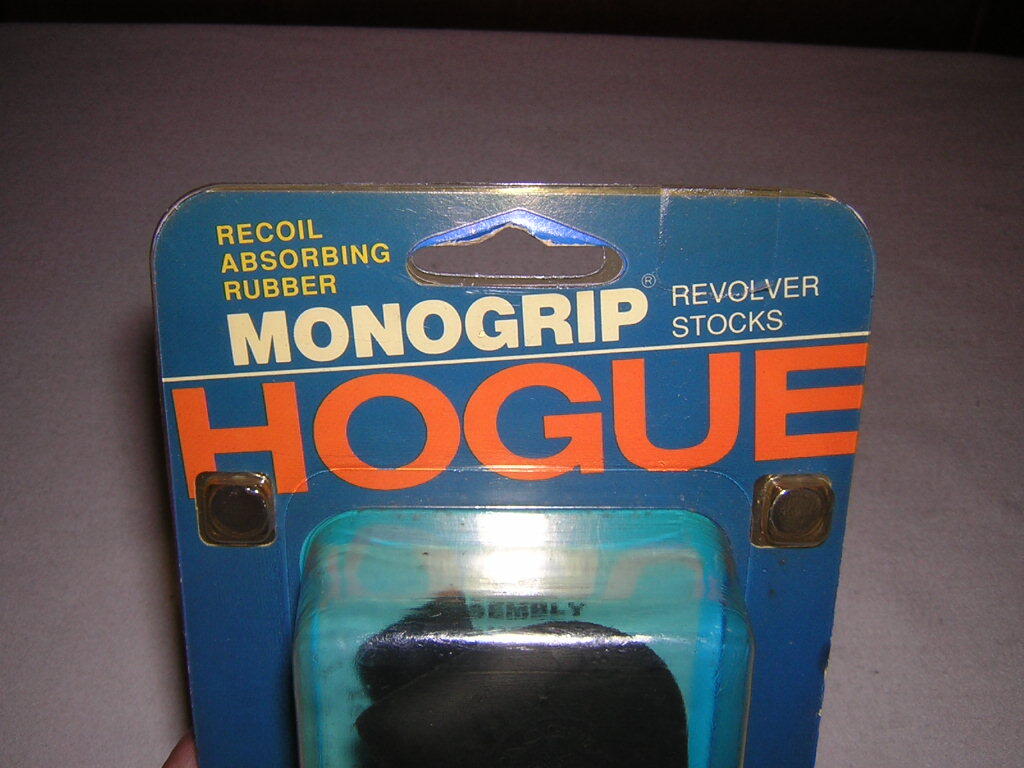 RECOIL
ABSORBING
RUBBER
MONOGRIP®
REVOLVER
STOCKS
HOGUE